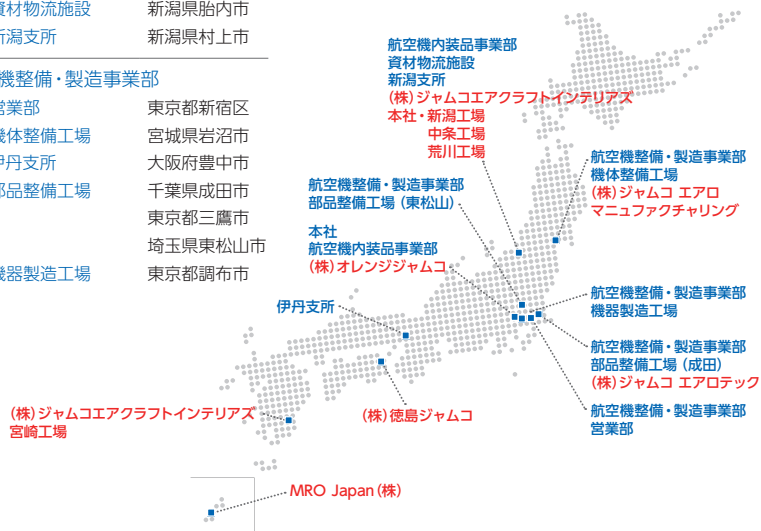 資材物流施設 新潟県胎内市
新潟支所 新潟県村上市
機整備・製造事業部
営業部 東京都新宿区
機体整備工場 宮城県岩沼市
伊丹支所 大阪府豊中市
部品整備工場 千葉県成田市
東京都三鷹市
埼玉県東松山市
機器製造工場 東京都調布市
航空機内装品事業部
資材物流施設
新潟支所
(株)ジャムコエアクラフトインテリアズ
本社・新潟工場
中条工場
荒川工場
航空機整備・製造事業部
部品整備工場(東松山)
本社
航空機内装品事業部
(株)オレンジジャムコ
伊丹支所
航空機整備・製造事業部
機体整備工場
(株)ジャムコ エアロ
マニュファクチャリング
航空機整備・製造事業部
機器製造工場
航空機整備・製造事業部
部品整備工場(成田)
(株)ジャムコ エアロテック
航空機整備・製造事業部
営業部
(株)ジャムコエアクラフトインテリアズ
宮崎工場
(株)徳島ジャムコ
MRO Japan(株)